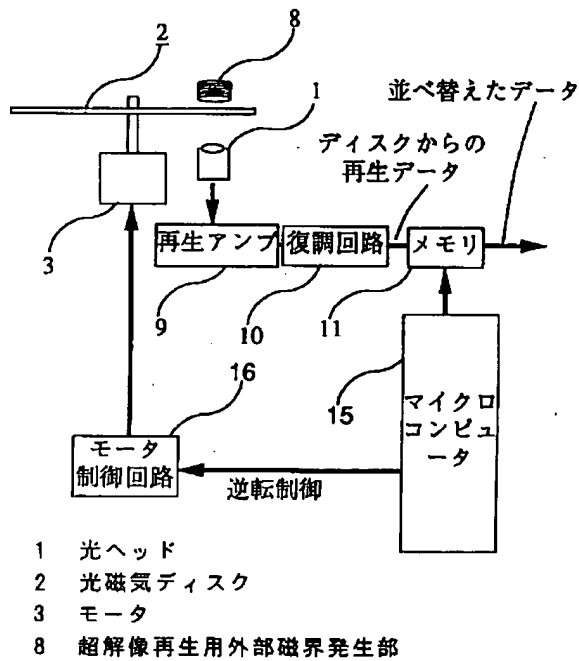 8
2
1
並べ替えたデータ
ディスクからの
再生データ
3
再生アンプ
復調回路
メモリ
9
10
11
16
15
マイクロ
コンピュ
ータ
モータ
制御回路
逆転制御
1 光ヘッド
2 光磁気ディスク
3 モータ
8 超解像再生用外部磁界発生部